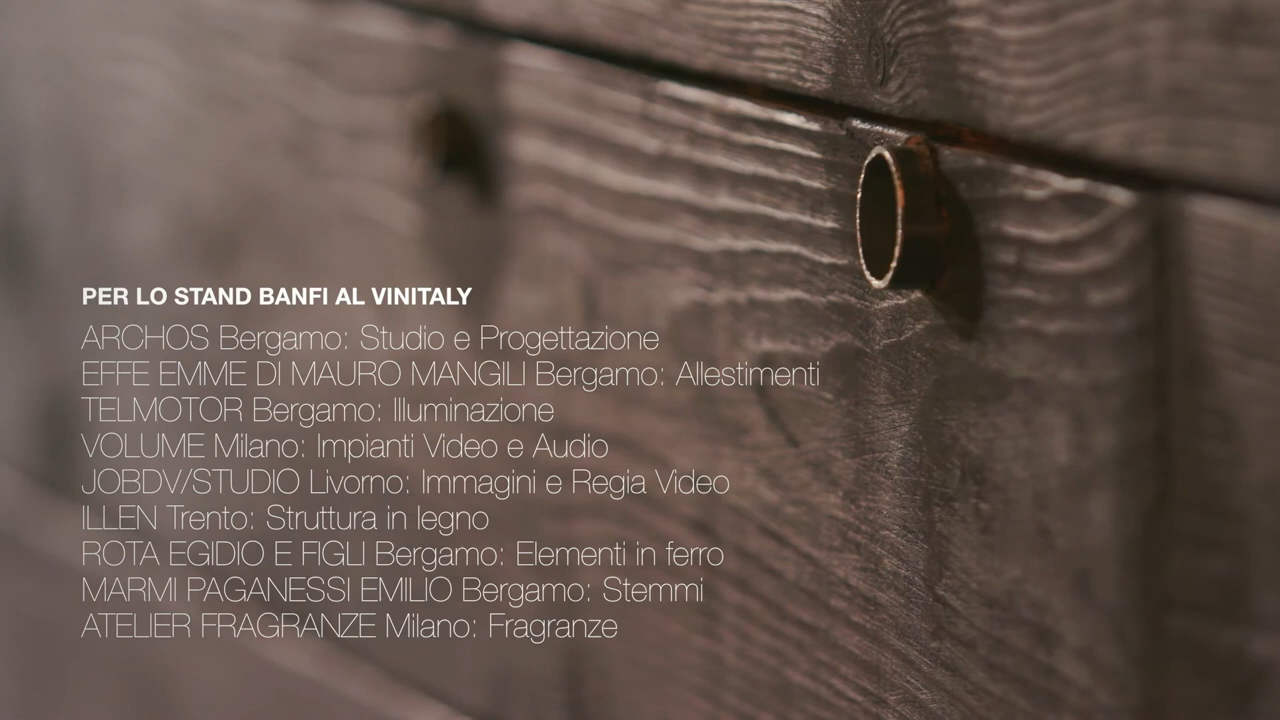 PER LO STAND BANFI AL VINITALY
ARCHOS Bergamo: Studio e Progettazione
EFFE EMME DI MAURO MANGILI Bergamo: Allestimenti
TELMOTOR Bergamo: Illuminazione
VOLUME Milano: Impianti Video e Audio
JOBDV/STUDIO Livorno: Immagini e Regia Video
ILLEN Trento: Struttura in legno
ROTA EGIDIO E FIGLI Bergamo: Elementi in ferro
MARMI PAGANESSI EMILIO Bergamo: Stemmi
ATELIER FRAGRANZE Milano: Fragranze